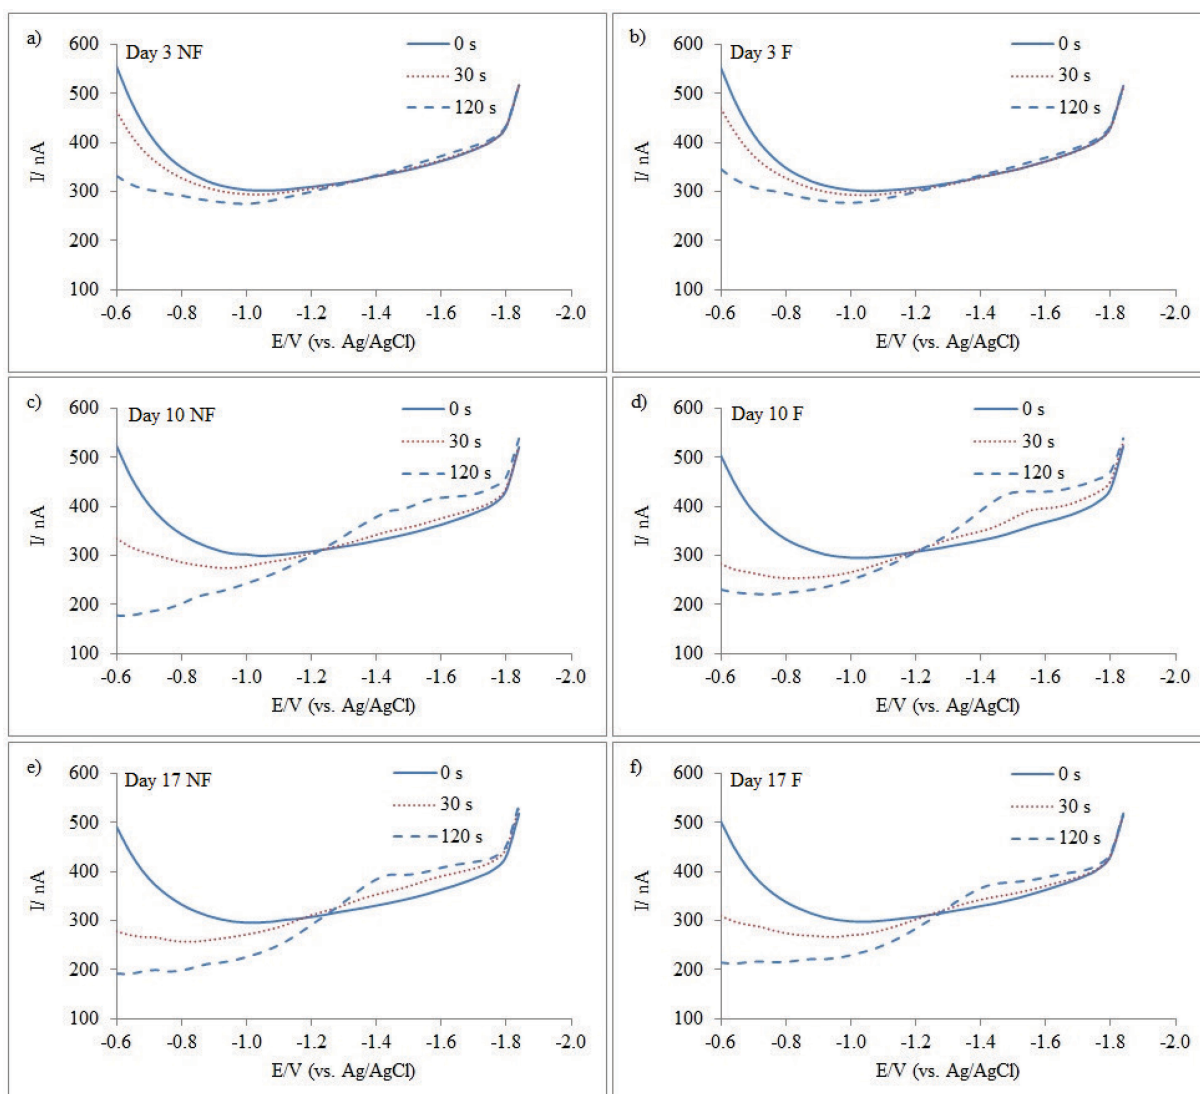 a)
Day 3 NF
0 s
30 s
120 s
600
500
400
300
200
100
I/ nA
-0.6 -0.8 -1.0 -1.2 -1.4 -1.6 -1.8 -2.0
E/V (vs. Ag/AgCl)
b)
Day 3 F
0 s
30 s
120 s
600
500
400
300
200
100
I/ nA
-0.6 -0.8 -1.0 -1.2 -1.4 -1.6 -1.8 -2.0
E/V (vs. Ag/AgCl)
c)
Day 10 NF
0 s
30 s
120 s
600
500
400
300
200
100
I/ nA
-0.6 -0.8 -1.0 -1.2 -1.4 -1.6 -1.8 -2.0
E/V (vs. Ag/AgCl)
d)
Day 10 F
0 s
30 s
120 s
600
500
400
300
200
100
I/ nA
-0.6 -0.8 -1.0 -1.2 -1.4 -1.6 -1.8 -2.0
E/V (vs. Ag/AgCl)
e)
Day 17 NF
0 s
30 s
120 s
600
500
400
300
200
100
I/ nA
-0.6 -0.8 -1.0 -1.2 -1.4 -1.6 -1.8 -2.0
E/V (vs. Ag/AgCl)
f)
Day 17 F
0 s
30 s
120 s
600
500
400
300
200
100
I/ nA
-0.6 -0.8 -1.0 -1.2 -1.4 -1.6 -1.8 -2.0
E/V (vs. Ag/AgCl)